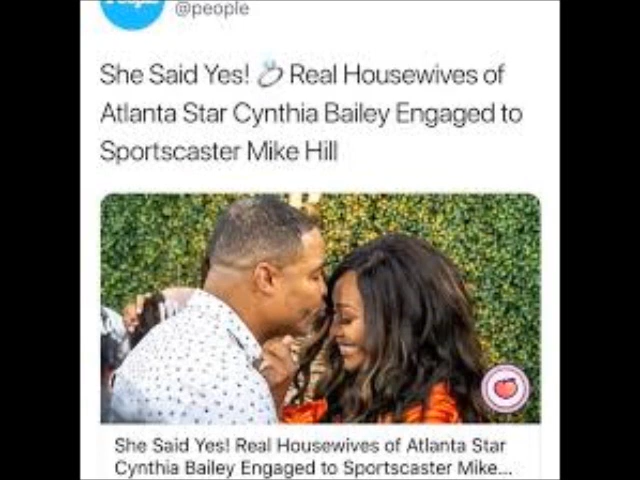 @people
She Said Yes! 💍 Real Housewives of
Atlanta Star Cynthia Bailey Engaged to
Sportscaster Mike Hill
She Said Yes! Real Housewives of Atlanta Star
Cynthia Bailey Engaged to Sportscaster Mike...